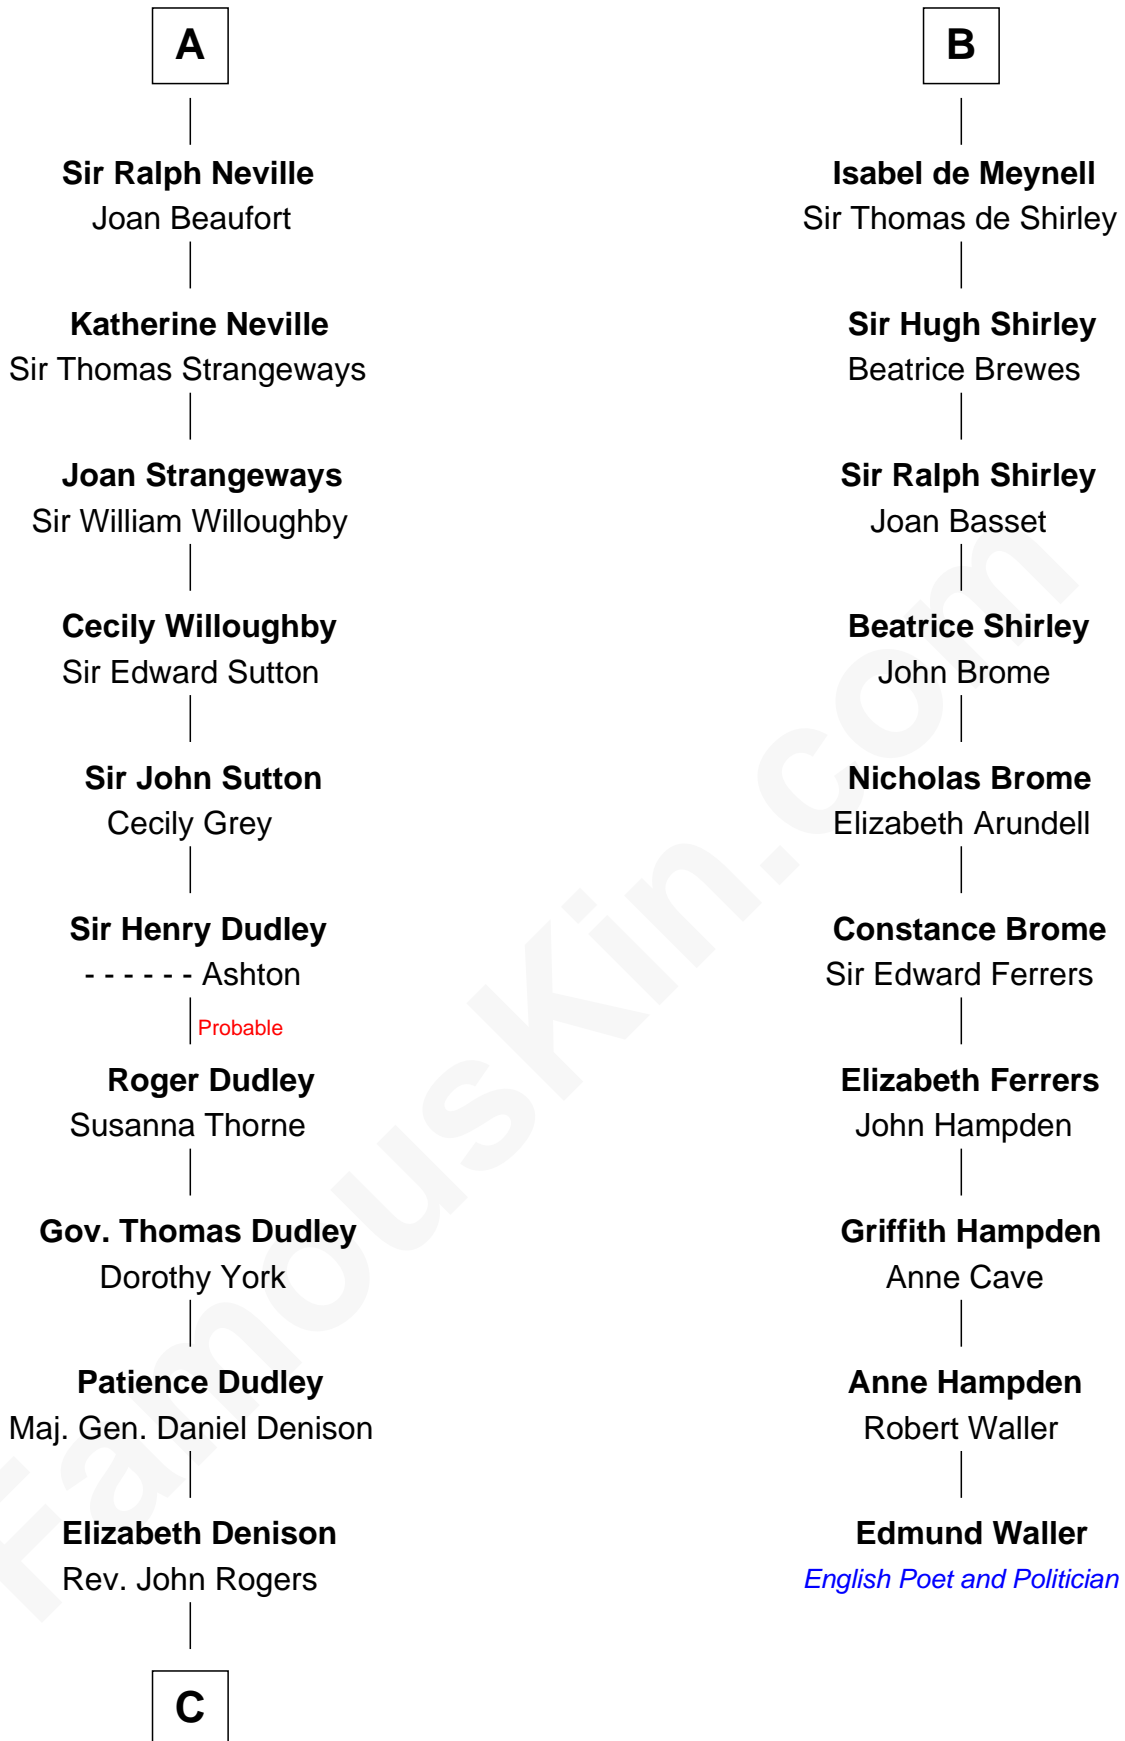 A
Sir Ralph Neville
Joan Beaufort
Katherine Neville
Sir Thomas Strangeways
Joan Strangeways
Sir William Willoughby
Cecily Willoughby
Sir Edward Sutton
Sir John Sutton
Cecily Grey
Sir Henry Dudley
- - - - - - Ashton
Probable
Roger Dudley
Susanna Thorne
Gov. Thomas Dudley
Dorothy York
Patience Dudley
Maj. Gen. Daniel Denison
Elizabeth Denison
Rev. John Rogers
C
B
Isabel de Meynell
Sir Thomas de Shirley
Sir Hugh Shirley
Beatrice Brewes
Sir Ralph Shirley
Joan Basset
Beatrice Shirley
John Brome
Nicholas Brome
Elizabeth Arundell
Constance Brome
Sir Edward Ferrers
Elizabeth Ferrers
John Hampden
Griffith Hampden
Anne Cave
Anne Hampden
Robert Waller
Edmund Waller
English Poet and Politician
FamousKin.com